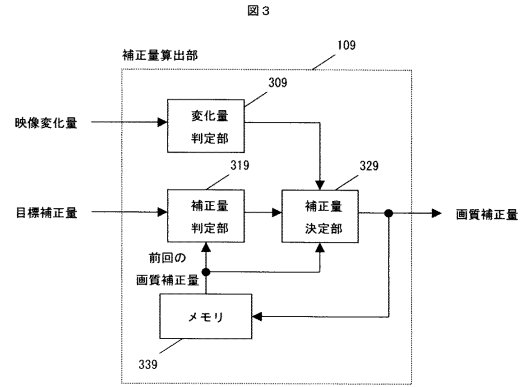 図３
補正量算出部
109
309
映像変化量
変化量
判定部
319
329
目標補正量
補正量
判定部
補正量
決定部
画質補正量
前回の
画質補正量
メモリ
339